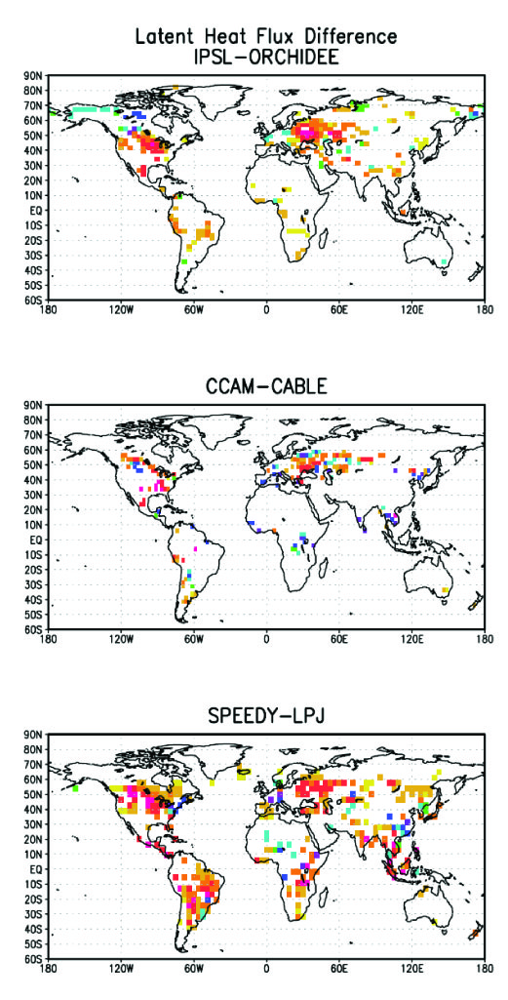 Latent Heat Flux Difference
IPSL-ORCHIDEE
90N
80N
70N
60N
50N
40N
30N
20N
10N
EQ
10S
20S
30S
40S
50S
60S
180 120W 60W 0 60E 120E 180
CCAM-CABLE
90N
80N
70N
60N
50N
40N
30N
20N
10N
EQ
10S
20S
30S
40S
50S
60S
180 120W 60W 0 60E 120E 180
SPEEDY-LPJ
90N
80N
70N
60N
50N
40N
30N
20N
10N
EQ
10S
20S
30S
40S
50S
60S
180 120W 60W 0 60E 120E 180